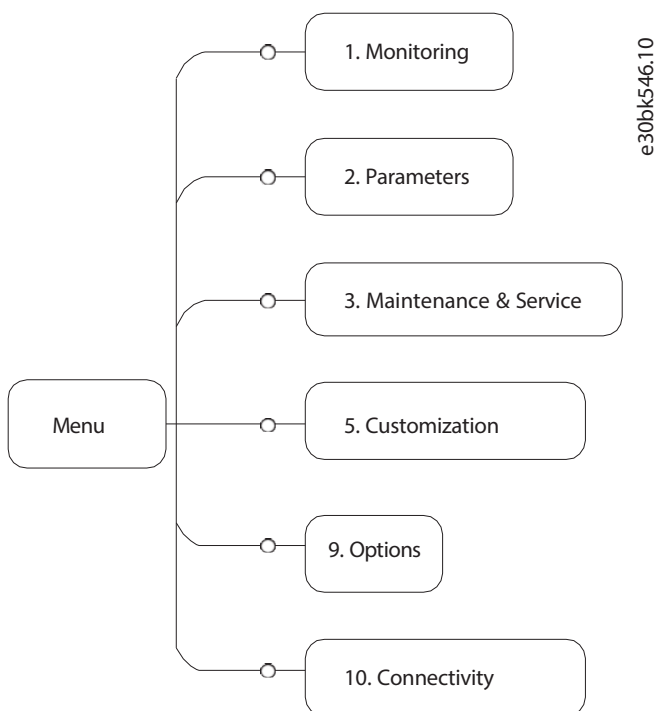 1. Monitoring
2. Parameters
3. Maintenance & Service
Menu
5. Customization
9. Options
10. Connectivity
e30bk546.10